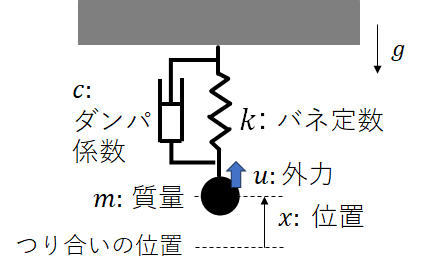 g
c:
ダンパ
係数
k: バネ定数
u: 外力
m: 質量
x: 位置
つり合いの位置